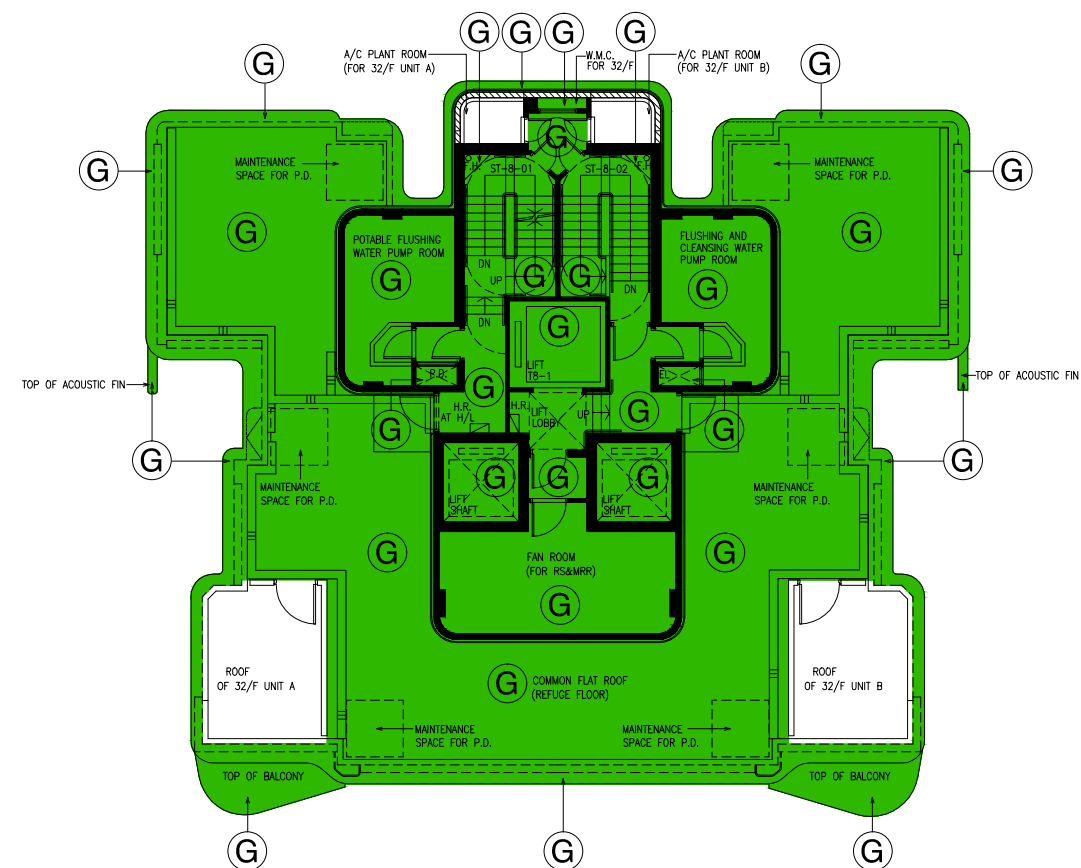 G
G
G
G
A/C PLANT ROOM
(FOR 32/F UNIT A)
W.M.C.
FOR 32/F
A/C PLANT ROOM
(FOR 32/F UNIT B)
G
G
G
G
G
MAINTENANCE
SPACE FOR P.D.
ST-8-01
ST-8-02
F.H.
MAINTENANCE
SPACE FOR P.D.
G
G
POTABLE FLUSHING
WATER PUMP ROOM
FLUSHING AND
CLEANSING WATER
PUMP ROOM
G
G
DN
UP
G
G
DN
G
DN
G
LIFT
T8-1
P.D.
EL.
TOP OF ACOUSTIC FIN
TOP OF ACOUSTIC FIN
G
H.R.
AT H/L
H.R.
LIFT
LOBBY
UP
G
G
G
G
G
G
G
G
MAINTENANCE
SPACE FOR P.D.
MAINTENANCE
SPACE FOR P.D.
LIFT
SHAFT
LIFT
SHAFT
G
FAN ROOM
(FOR RS&MRR)
G
G
ROOF
OF 32/F UNIT A
G
COMMON FLAT ROOF
(REFUGE FLOOR)
ROOF
OF 32/F UNIT B
MAINTENANCE
SPACE FOR P.D.
MAINTENANCE
SPACE FOR P.D.
TOP OF BALCONY
TOP OF BALCONY
G
G
G